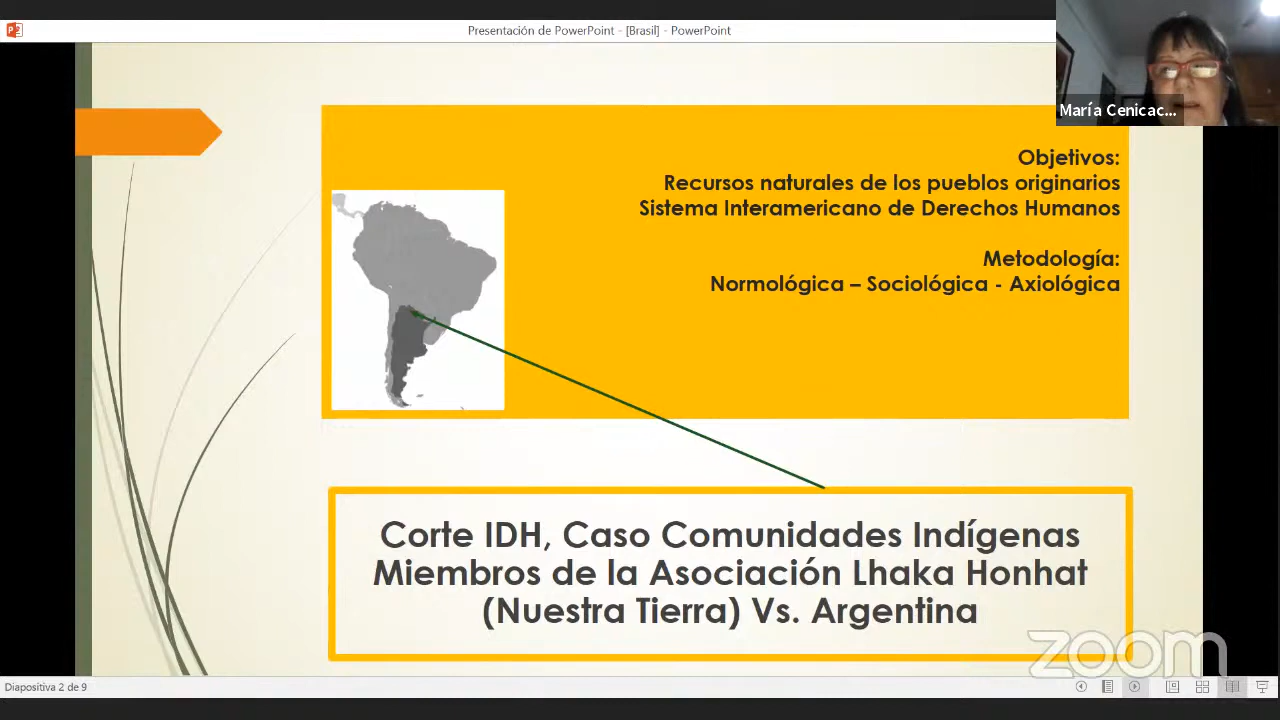 Presentación de PowerPoint - [Brasil] - PowerPoint
María Cenicac...
Objetivos:
Recursos naturales de los pueblos originarios
Sistema Interamericano de Derechos Humanos
Metodología:
Normológica – Sociológica - Axiológica
Corte IDH, Caso Comunidades Indígenas
Miembros de la Asociación Lhaka Honhat
(Nuestra Tierra) Vs. Argentina
zoom
Diapositiva 2 de 9